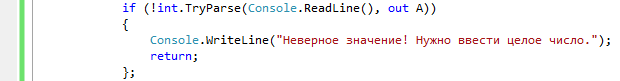 if (!int.TryParse(Console.ReadLine(), out A))
{
Console.WriteLine("Неверное значение! Нужно ввести целое число.");
return;
};